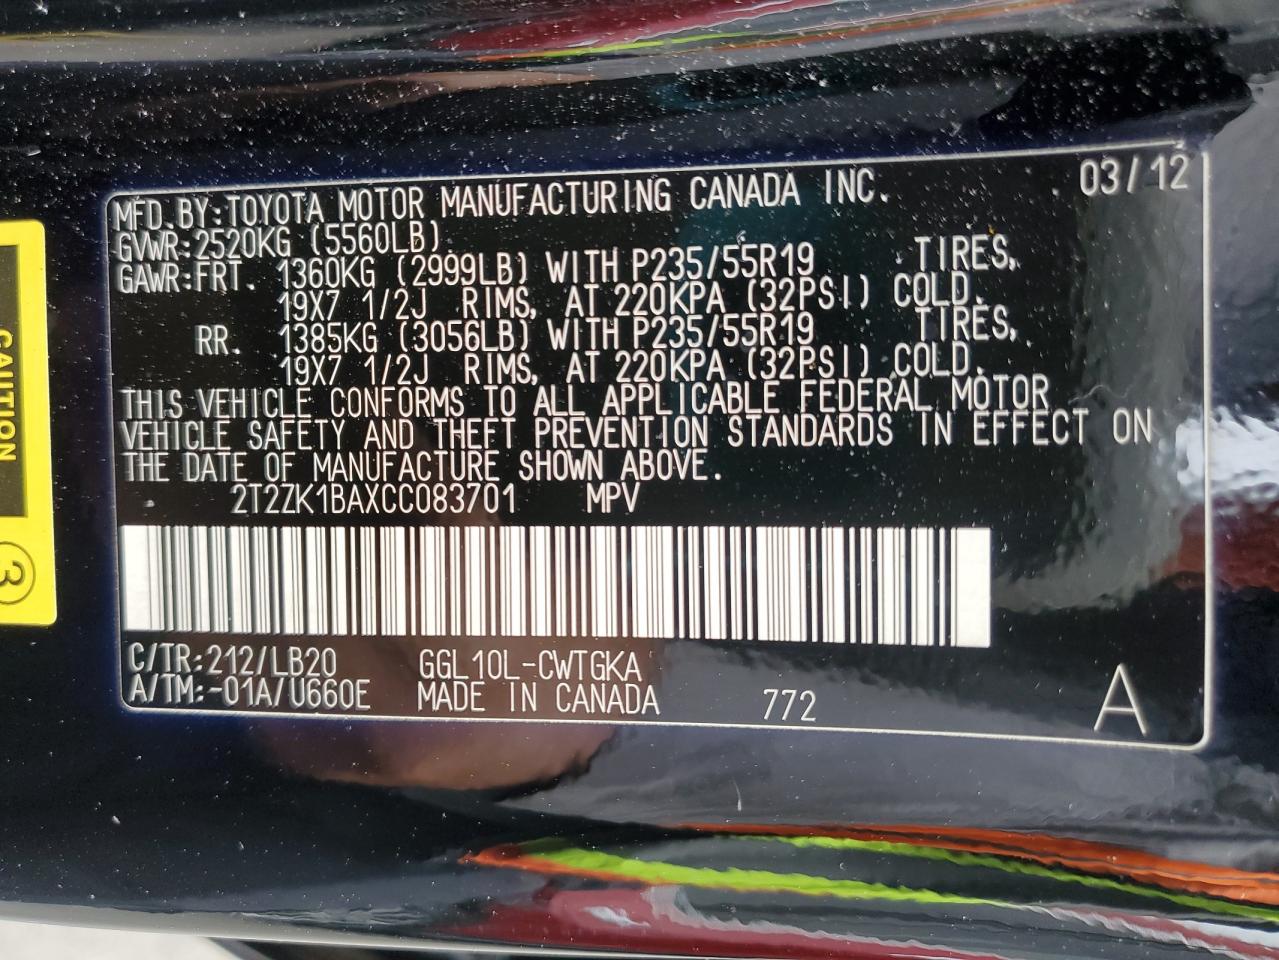 MFD.BY:TOYOTA MOTOR MANUFACTURING CANADA INC. 03/12
GVWR:2520KG (5560LB)
GAWR:FRT. 1360KG (2999LB) WITH P235/55R19 TIRES,
19X7 1/2J RIMS, AT 220KPA (32PSI) COLD.
RR. 1385KG (3056LB) WITH P235/55R19 TIRES,
19X7 1/2J RIMS, AT 220KPA (32PSI) COLD.
THIS VEHICLE CONFORMS TO ALL APPLICABLE FEDERAL MOTOR
VEHICLE SAFETY AND THEFT PREVENTION STANDARDS IN EFFECT ON
THE DATE OF MANUFACTURE SHOWN ABOVE.
2T2ZK1BAXCC083701 MPV
C/TR:212/LB20 GGL10L-CWTGKA
A/TM:-01A/U660E MADE IN CANADA 772 A
CAUTION
3